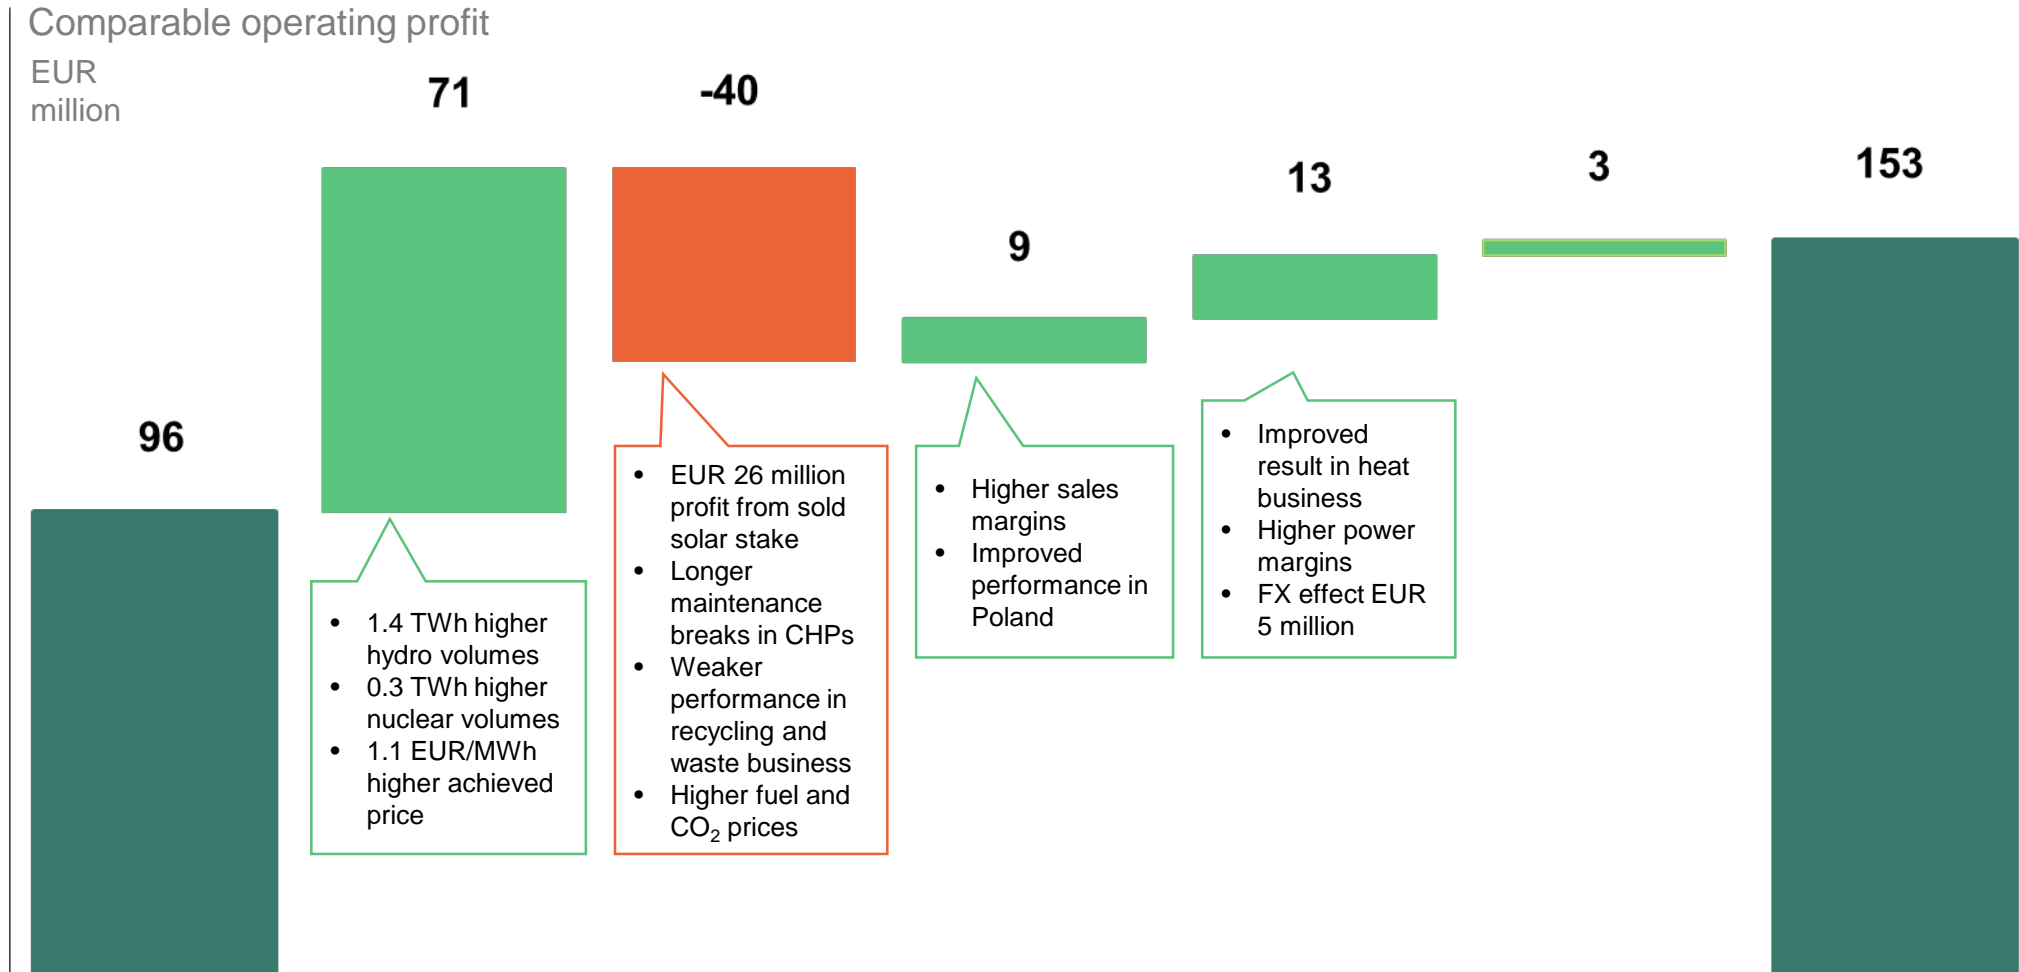 Comparable operating profit
EUR
million
71
-40
9
13
3
153
96
• 1.4 TWh higher
hydro volumes
• 0.3 TWh higher
nuclear volumes
• 1.1 EUR/MWh
higher achieved
price
• EUR 26 million
profit from sold
solar stake
• Longer
maintenance
breaks in CHPs
• Weaker
performance in
recycling and
waste business
• Higher fuel and
CO₂ prices
• Higher sales
margins
• Improved
performance in
Poland
• Improved
result in heat
business
• Higher power
margins
• FX effect EUR
5 million